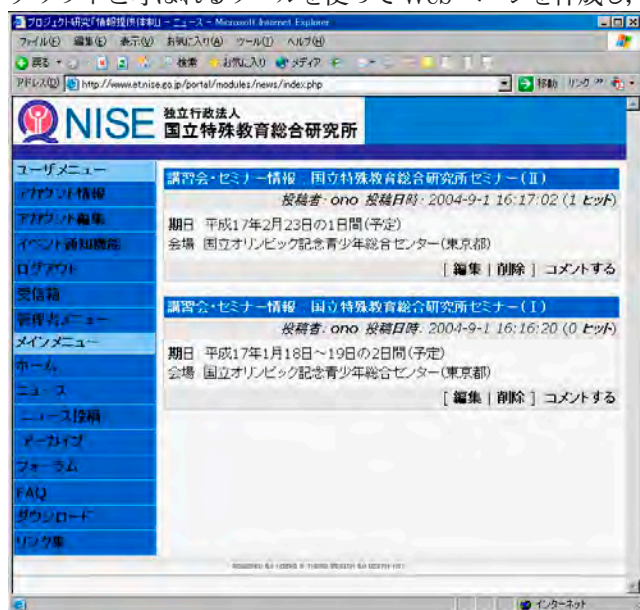 プロジェクト研究「情報提供体制」 - ニュース - Microsoft Internet Explorer
ファイル(F) 編集(E) 表示(V) お気に入り(A) ツール(T) ヘルプ(H)
戻る 検索 お気に入り メディア
アドレス(D) http://www.etnise.go.jp/portal/modules/news/index.php 移動 リンク
NISE 独立行政法人
国立特殊教育総合研究所
ユーザメニュー
アカウント情報
アカウント編集
イベント通知機能
ログアウト
受信箱
管理者メニュー
メインメニュー
ホーム
ニュース
ニュース投稿
アーカイブ
フォーラム
FAQ
ダウンロード
リンク集
講習会・セミナー情報 : 国立特殊教育総合研究所セミナー(II)
投稿者: ono 投稿日時: 2004-9-1 16:17:02 (1 ヒット)
期日 平成17年2月23日の1日間(予定)
会場 国立オリンピック記念青少年総合センター(東京都)
[ 編集 | 削除 ] コメントする
講習会・セミナー情報 : 国立特殊教育総合研究所セミナー(I)
投稿者: ono 投稿日時: 2004-9-1 16:16:20 (0 ヒット)
期日 平成17年1月18日~19日の2日間(予定)
会場 国立オリンピック記念青少年総合センター(東京都)
[ 編集 | 削除 ] コメントする
インターネット